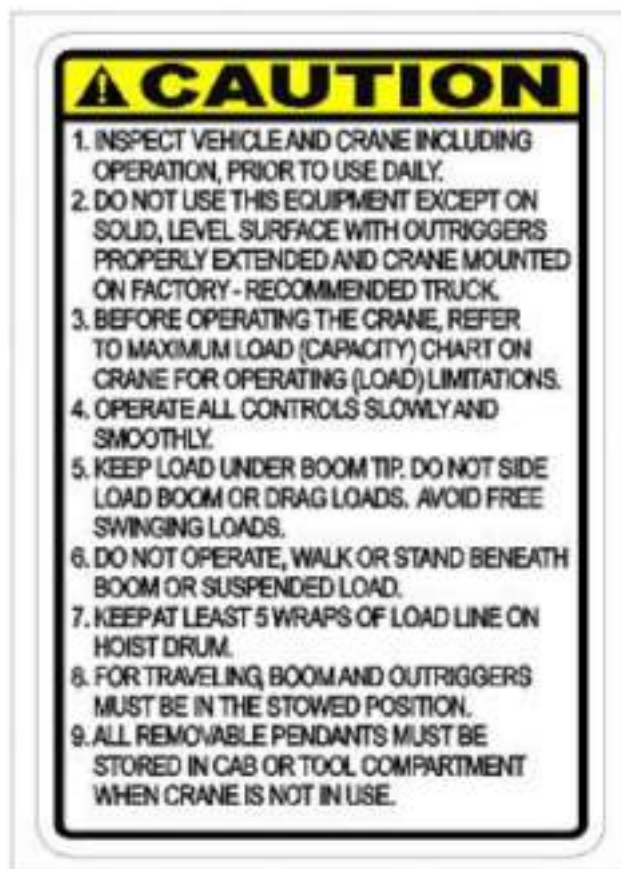 CAUTION
1. INSPECT VEHICLE AND CRANE INCLUDING
OPERATION, PRIOR TO USE DAILY.
2. DO NOT USE THIS EQUIPMENT EXCEPT ON
SOLID, LEVEL SURFACE WITH OUTRIGGERS
PROPERLY EXTENDED AND CRANE MOUNTED
ON FACTORY - RECOMMENDED TRUCK.
3. BEFORE OPERATING THE CRANE, REFER
TO MAXIMUM LOAD (CAPACITY) CHART ON
CRANE FOR OPERATING (LOAD) LIMITATIONS.
4. OPERATE ALL CONTROLS SLOWLY AND
SMOOTHLY.
5. KEEP LOAD UNDER BOOM TIP. DO NOT SIDE
LOAD BOOM OR DRAG LOADS. AVOID FREE
SWINGING LOADS.
6. DO NOT OPERATE, WALK OR STAND BENEATH
BOOM OR SUSPENDED LOAD.
7. KEEP AT LEAST 5 WRAPS OF LOAD LINE ON
HOIST DRUM.
8. FOR TRAVELING, BOOM AND OUTRIGGERS
MUST BE IN THE STOWED POSITION.
9. ALL REMOVABLE PENDANTS MUST BE
STORED IN CAB OR TOOL COMPARTMENT
WHEN CRANE IS NOT IN USE.